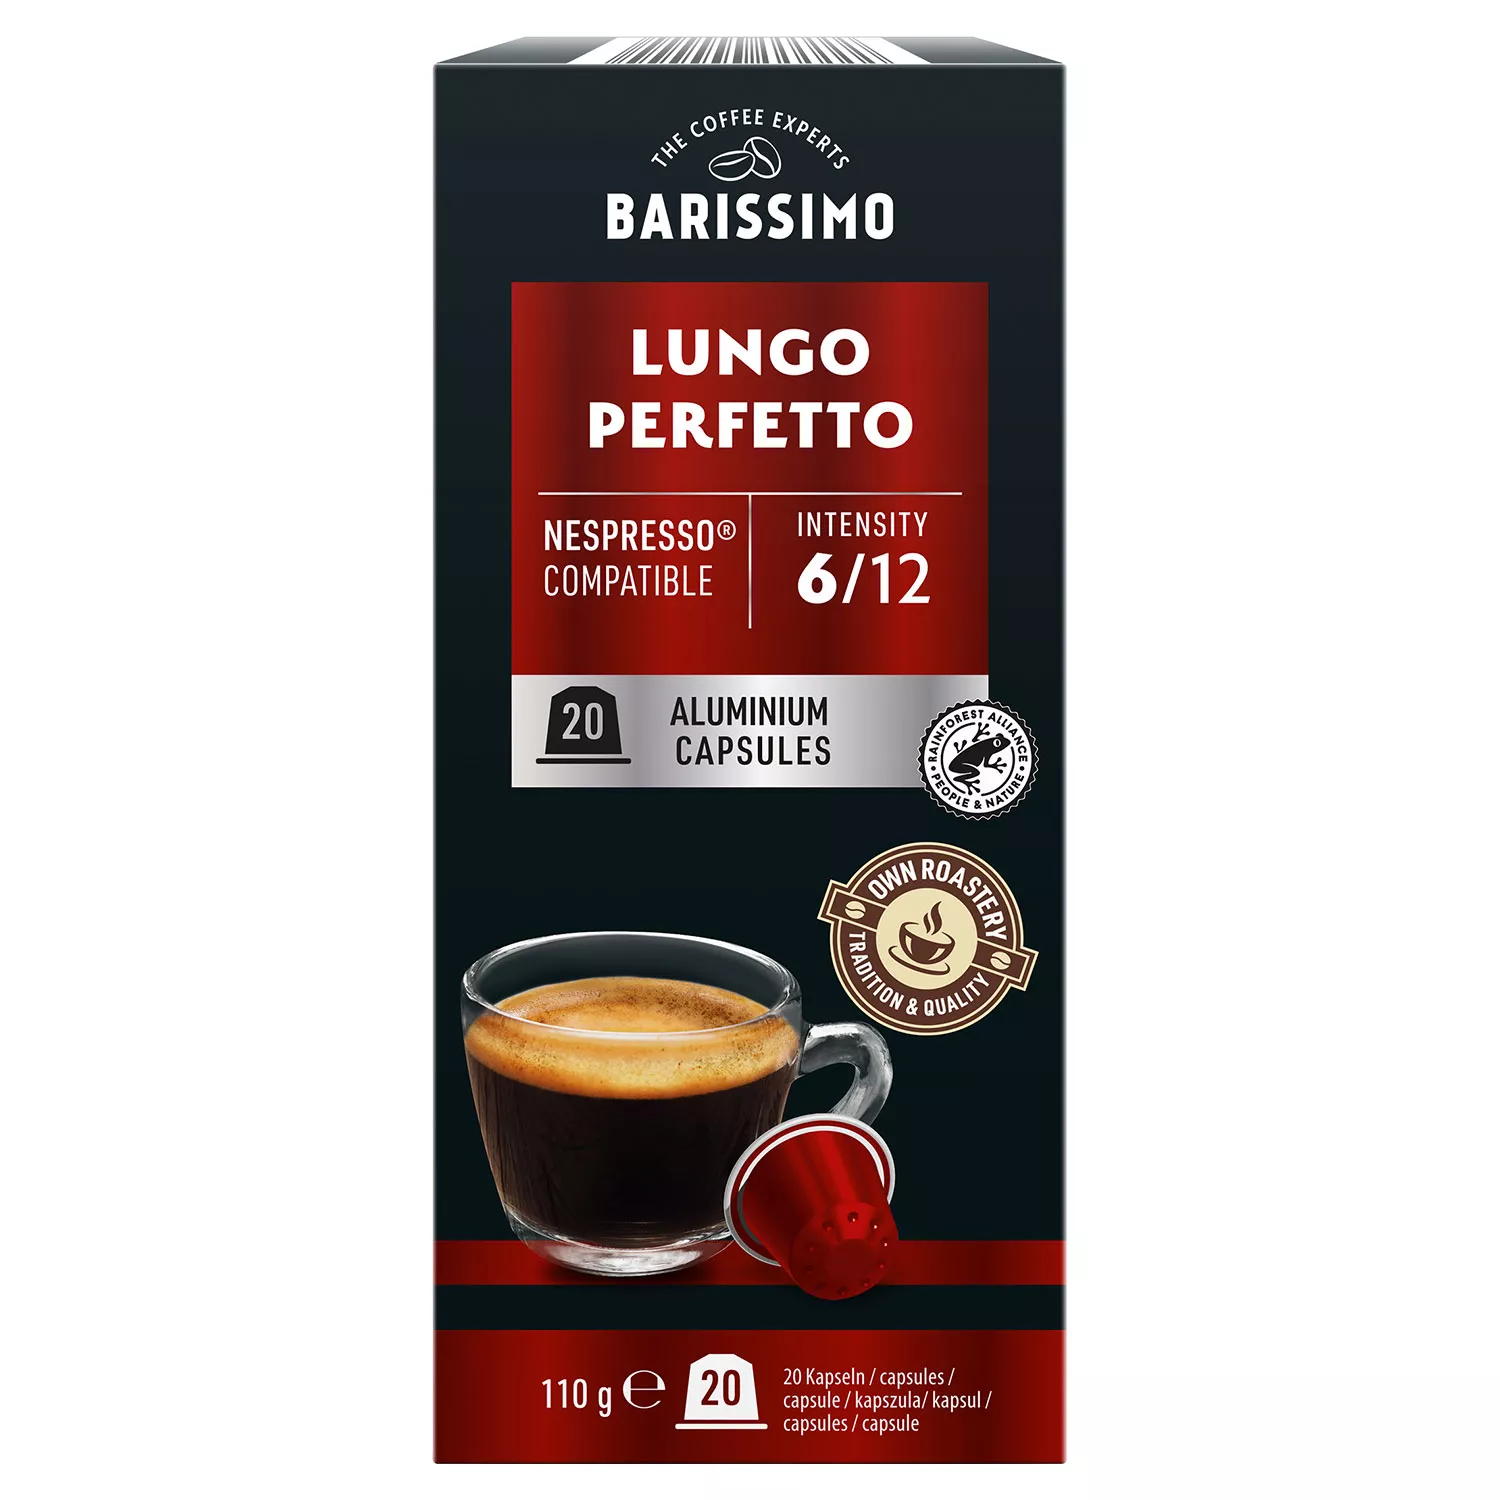 THE COFFEE EXPERTS
BARISSIMO
LUNGO
PERFETTO
NESPRESSO®
COMPATIBLE
INTENSITY
6/12
20
ALUMINIUM
CAPSULES
RAINFOREST ALLIANCE
PEOPLE & NATURE
OWN ROASTERY
TRADITION & QUALITY
110 g ℮
20
20 Kapseln / capsules /
capsule / kapszula/ kapsul /
capsules / capsule